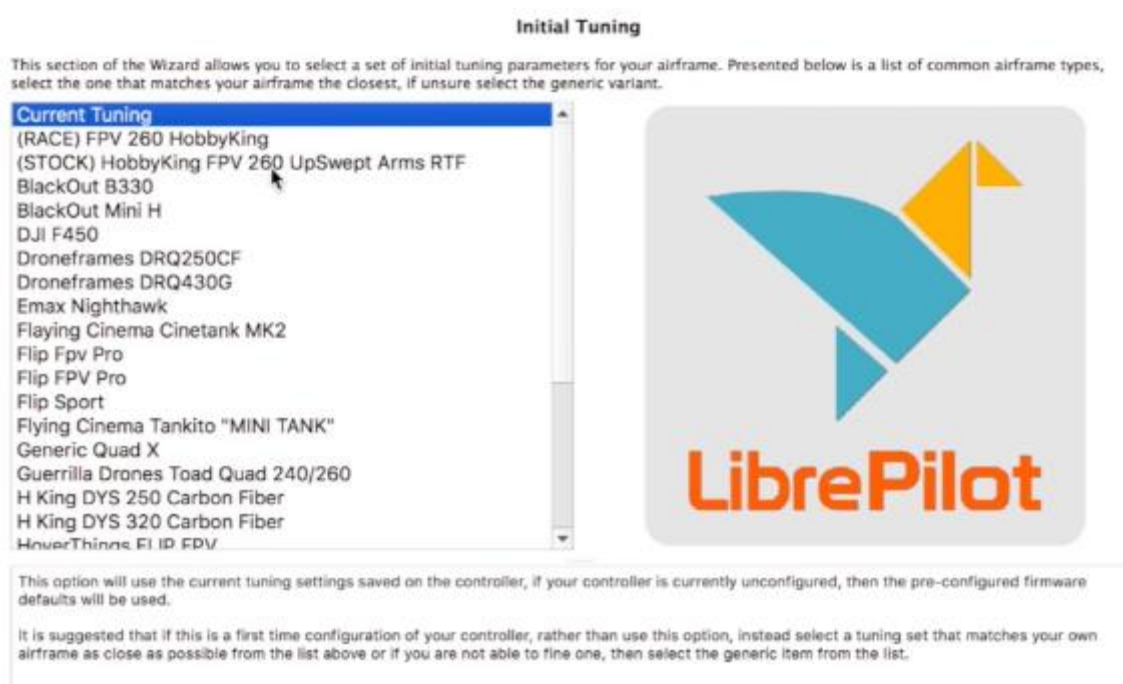 Initial Tuning
This section of the Wizard allows you to select a set of initial tuning parameters for your airframe. Presented below is a list of common airframe types,
select the one that matches your airframe the closest, if unsure select the generic variant.
Current Tuning
(RACE) FPV 260 HobbyKing
(STOCK) HobbyKing FPV 260 UpSwept Arms RTF
BlackOut B330
BlackOut Mini H
DJI F450
Droneframes DRQ250CF
Droneframes DRQ430G
Emax Nighthawk
Flaying Cinema Cinetank MK2
Flip Fpv Pro
Flip FPV Pro
Flip Sport
Flying Cinema Tankito "MINI TANK"
Generic Quad X
Guerrilla Drones Toad Quad 240/260
H King DYS 250 Carbon Fiber
H King DYS 320 Carbon Fiber
HoverThings FLIP FPV
LibrePilot
This option will use the current tuning settings saved on the controller, if your controller is currently unconfigured, then the pre-configured firmware
defaults will be used.
It is suggested that if this is a first time configuration of your controller, rather than use this option, instead select a tuning set that matches your own
airframe as close as possible from the list above or if you are not able to fine one, then select the generic item from the list.